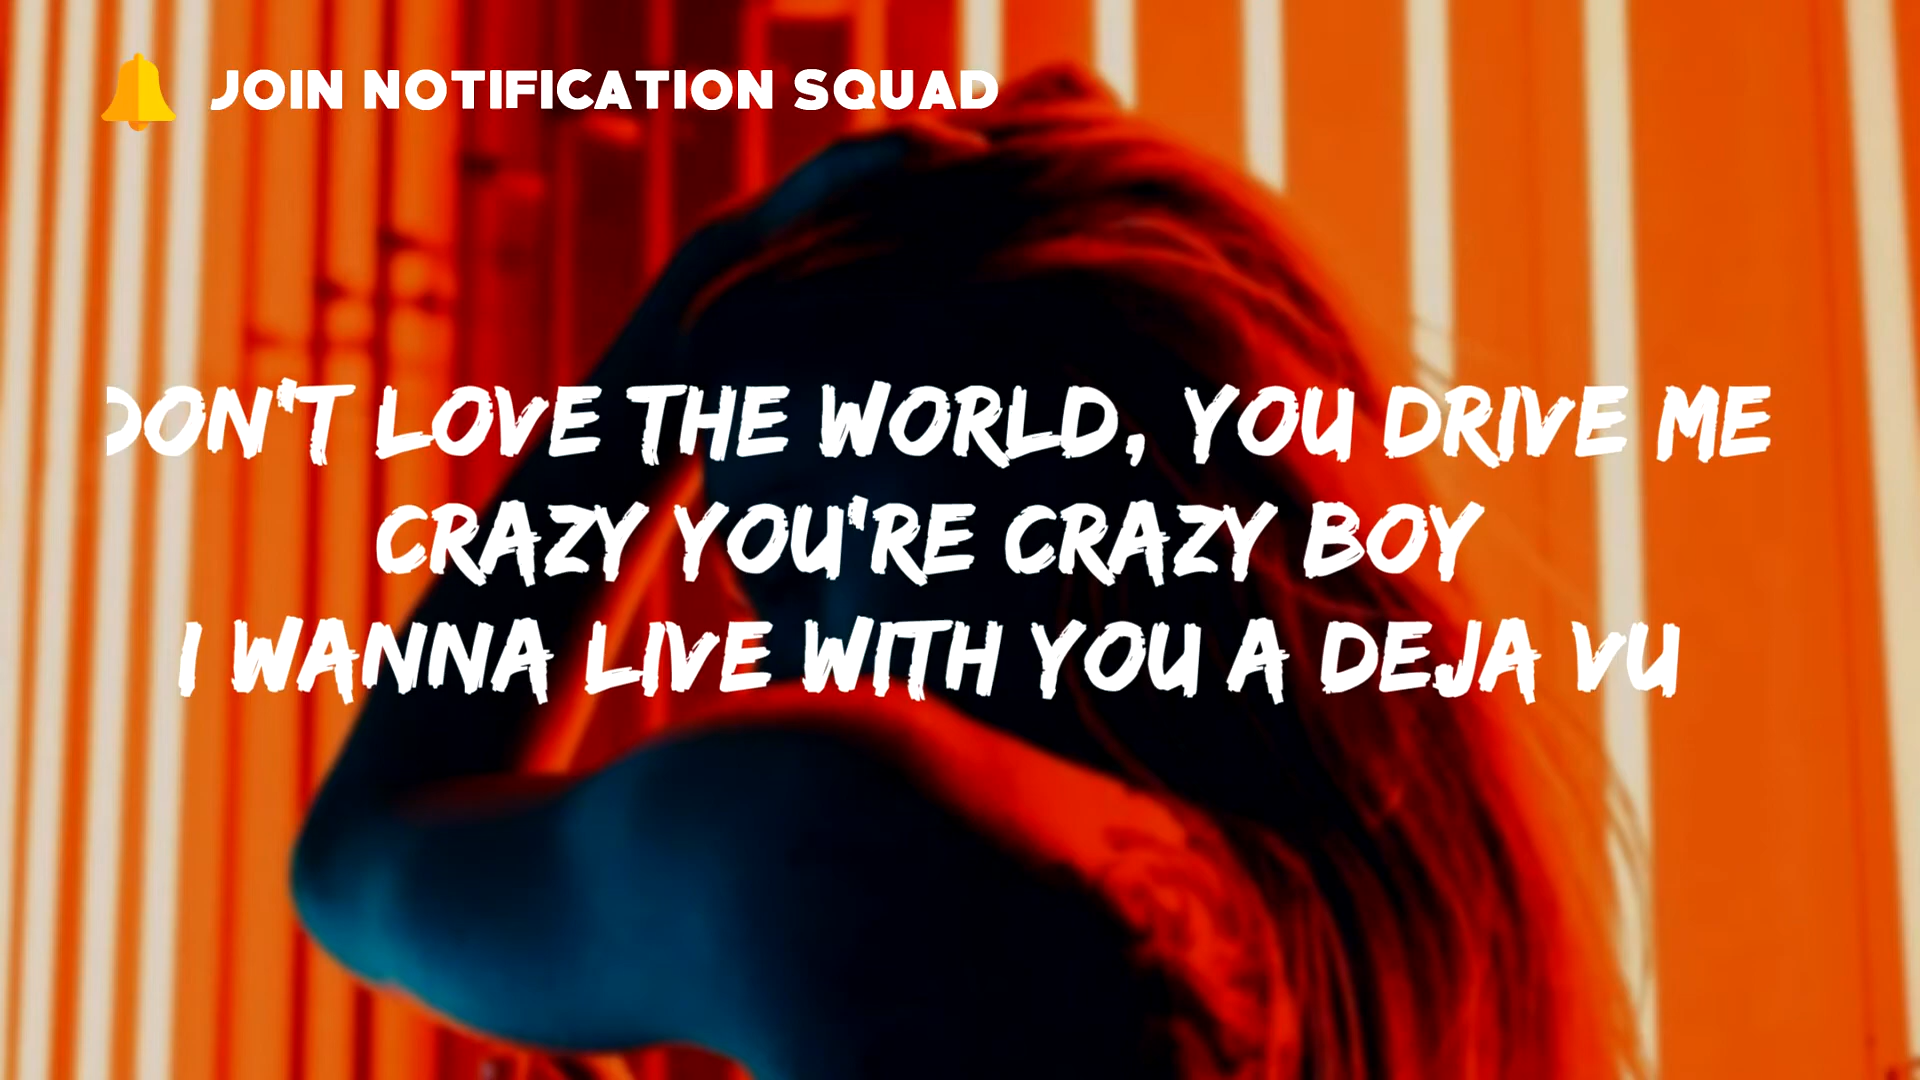 JOIN NOTIFICATION SQUAD
DON'T LOVE THE WORLD, YOU DRIVE ME
CRAZY YOU'RE CRAZY BOY
I WANNA LIVE WITH YOU A DEJA VU